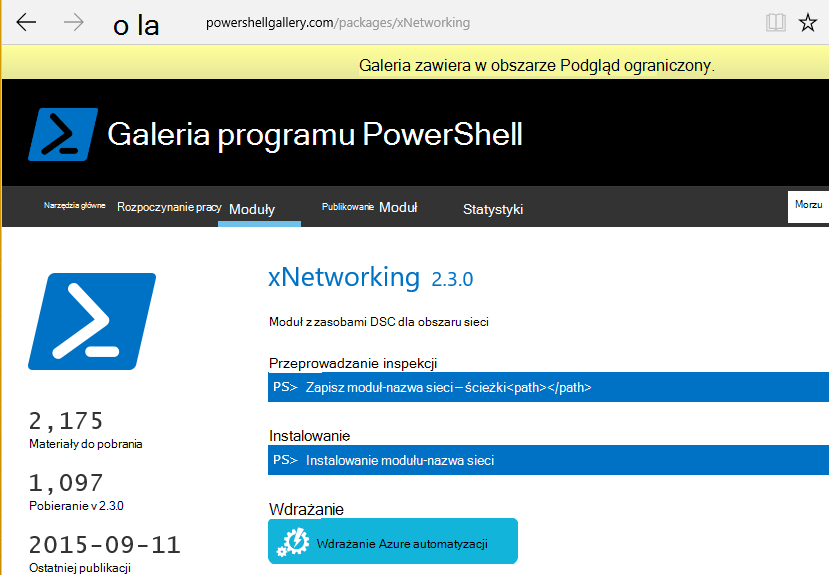 o la powershellgallery.com/packages/xNetworking
Galeria zawiera w obszarze Podgląd ograniczony.
Galeria programu PowerShell
Narzędzia główne Rozpoczynanie pracy Moduły Publikowanie Moduł Statystyki Morzu
xNetworking 2.3.0
Moduł z zasobami DSC dla obszaru sieci
Przeprowadzanie inspekcji
PS> Zapisz moduł-nazwa sieci – ścieżki<path></path>
2,175
Materiały do pobrania
Instalowanie
PS> Instalowanie modułu-nazwa sieci
1,097
Pobieranie v 2.3.0
Wdrażanie
Wdrażanie Azure automatyzacji
2015-09-11
Ostatniej publikacji